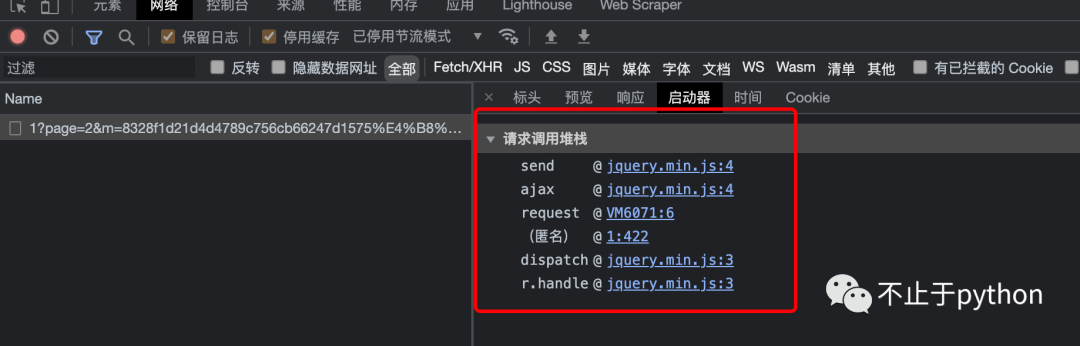 元素 网络 控制台 来源 性能 内存 应用 Lighthouse Web Scraper
保留日志 停用缓存 已停用节流模式
过滤 反转 隐藏数据网址 全部 Fetch/XHR JS CSS 图片 媒体 字体 文档 WS Wasm 清单 其他 有已拦截的 Cookie
Name
× 标头 预览 响应 启动器 时间 Cookie
1?page=2&m=8328f1d21d4d4789c756cb66247d1575%E4%B8%…
请求调用堆栈
send @ jquery.min.js:4
ajax @ jquery.min.js:4
request @ VM6071:6
(匿名) @ 1:422
dispatch @ jquery.min.js:3
r.handle @ jquery.min.js:3
不止于python